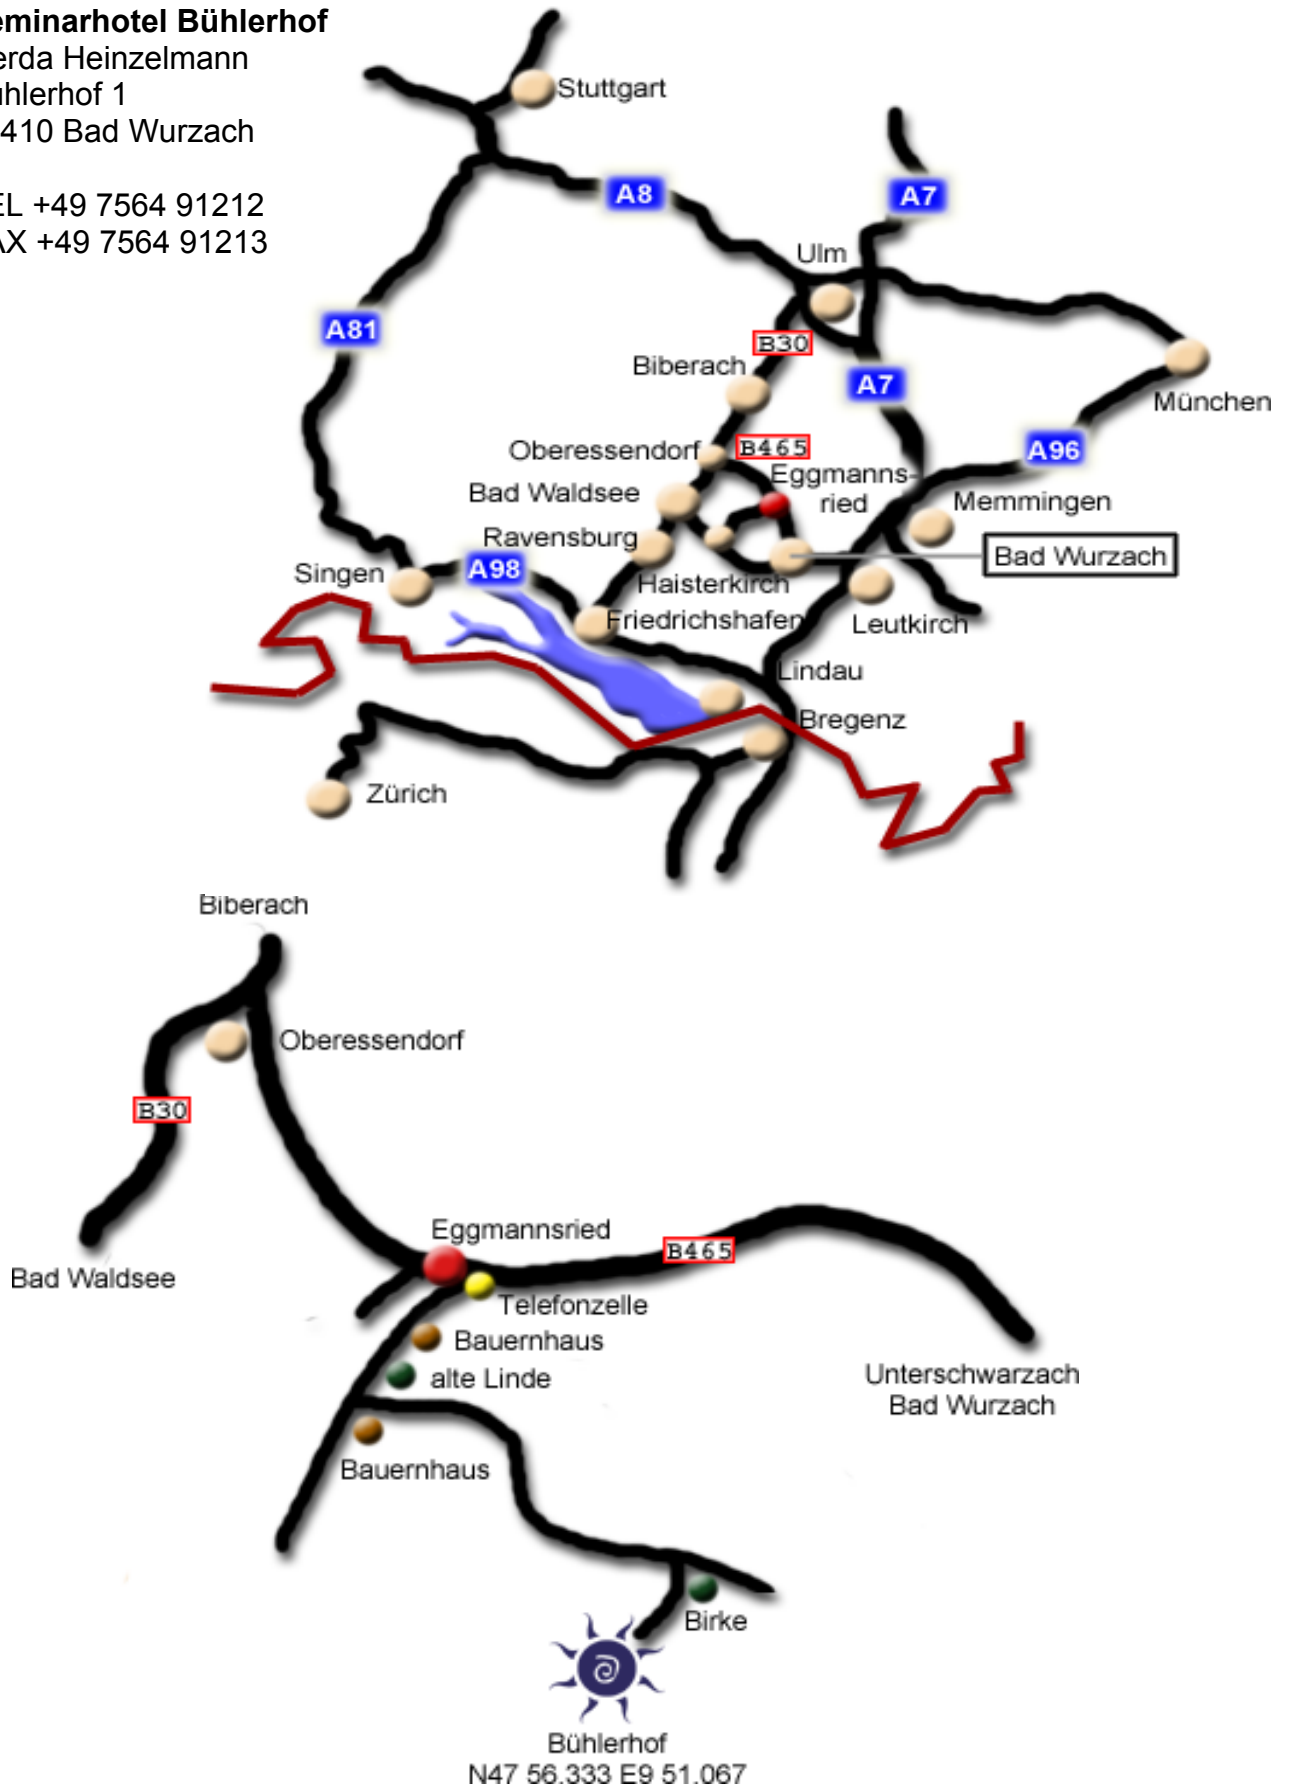 eminarhotel Bühlerhof
erda Heinzelmann
ühlerhof 1
410 Bad Wurzach
EL +49 7564 91212
AX +49 7564 91213
Stuttgart
A8
A7
Ulm
A81
B30
Biberach
A7
München
Oberessendorf
B465
A96
Eggmanns-
ried
Bad Waldsee
Memmingen
Ravensburg
Bad Wurzach
Singen
A98
Haisterkirch
Friedrichshafen
Leutkirch
Lindau
Bregenz
Zürich
Biberach
Oberessendorf
B30
Eggmannsried
B465
Bad Waldsee
Telefonzelle
Bauernhaus
alte Linde
Unterschwarzach
Bad Wurzach
Bauernhaus
Birke
Bühlerhof
N47 56.333 E9 51.067